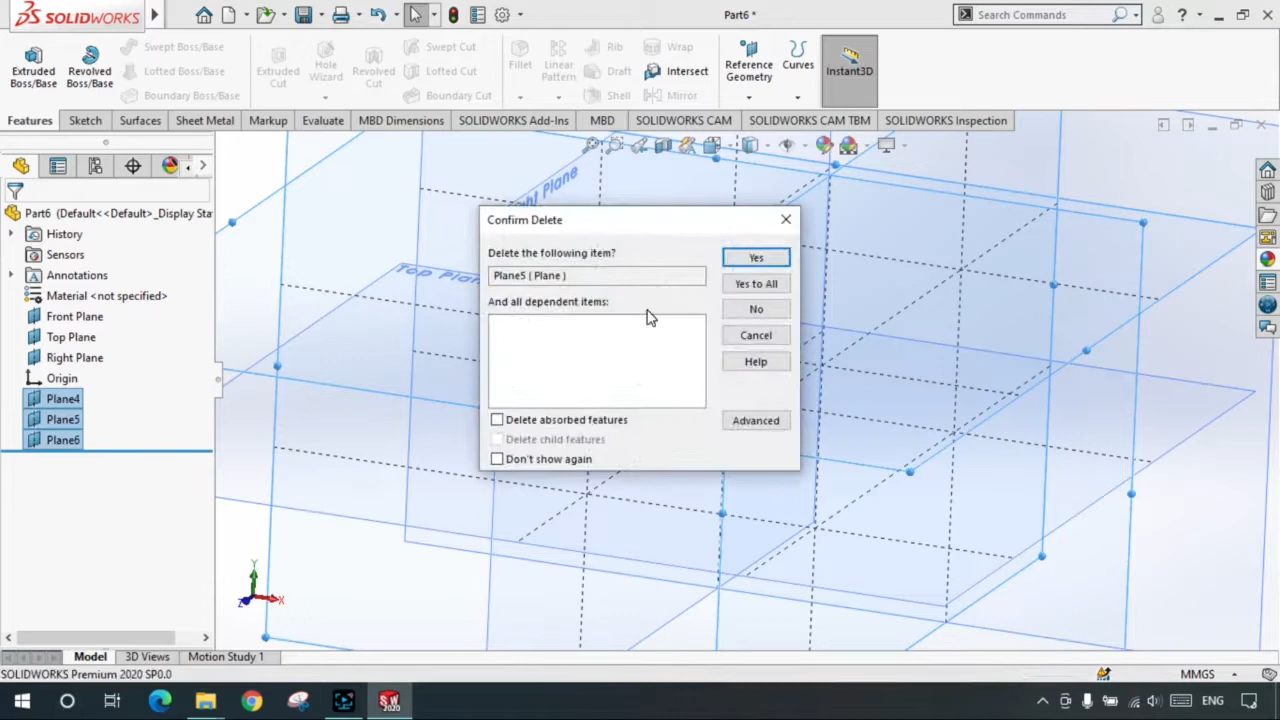 SOLIDWORKS
Part6 *
Search Commands
Extruded Boss/Base
Revolved Boss/Base
Swept Boss/Base
Lofted Boss/Base
Boundary Boss/Base
Extruded Cut
Hole Wizard
Revolved Cut
Swept Cut
Lofted Cut
Boundary Cut
Fillet
Linear Pattern
Rib
Draft
Shell
Wrap
Intersect
Mirror
Reference Geometry
Curves
Instant3D
Features
Sketch
Surfaces
Sheet Metal
Markup
Evaluate
MBD Dimensions
SOLIDWORKS Add-Ins
MBD
SOLIDWORKS CAM
SOLIDWORKS CAM TBM
SOLIDWORKS Inspection
Part6 (Default<<Default>_Display Sta
History
Sensors
Annotations
Material <not specified>
Front Plane
Top Plane
Right Plane
Origin
Plane4
Plane5
Plane6
Plane
Top Plan
Confirm Delete
Delete the following item?
Plane5 ( Plane )
And all dependent items:
Yes
Yes to All
No
Cancel
Help
Advanced
Delete absorbed features
Delete child features
Don't show again
Y
Z
X
Model
3D Views
Motion Study 1
SOLIDWORKS Premium 2020 SP0.0
MMGS
SW
2020
ENG